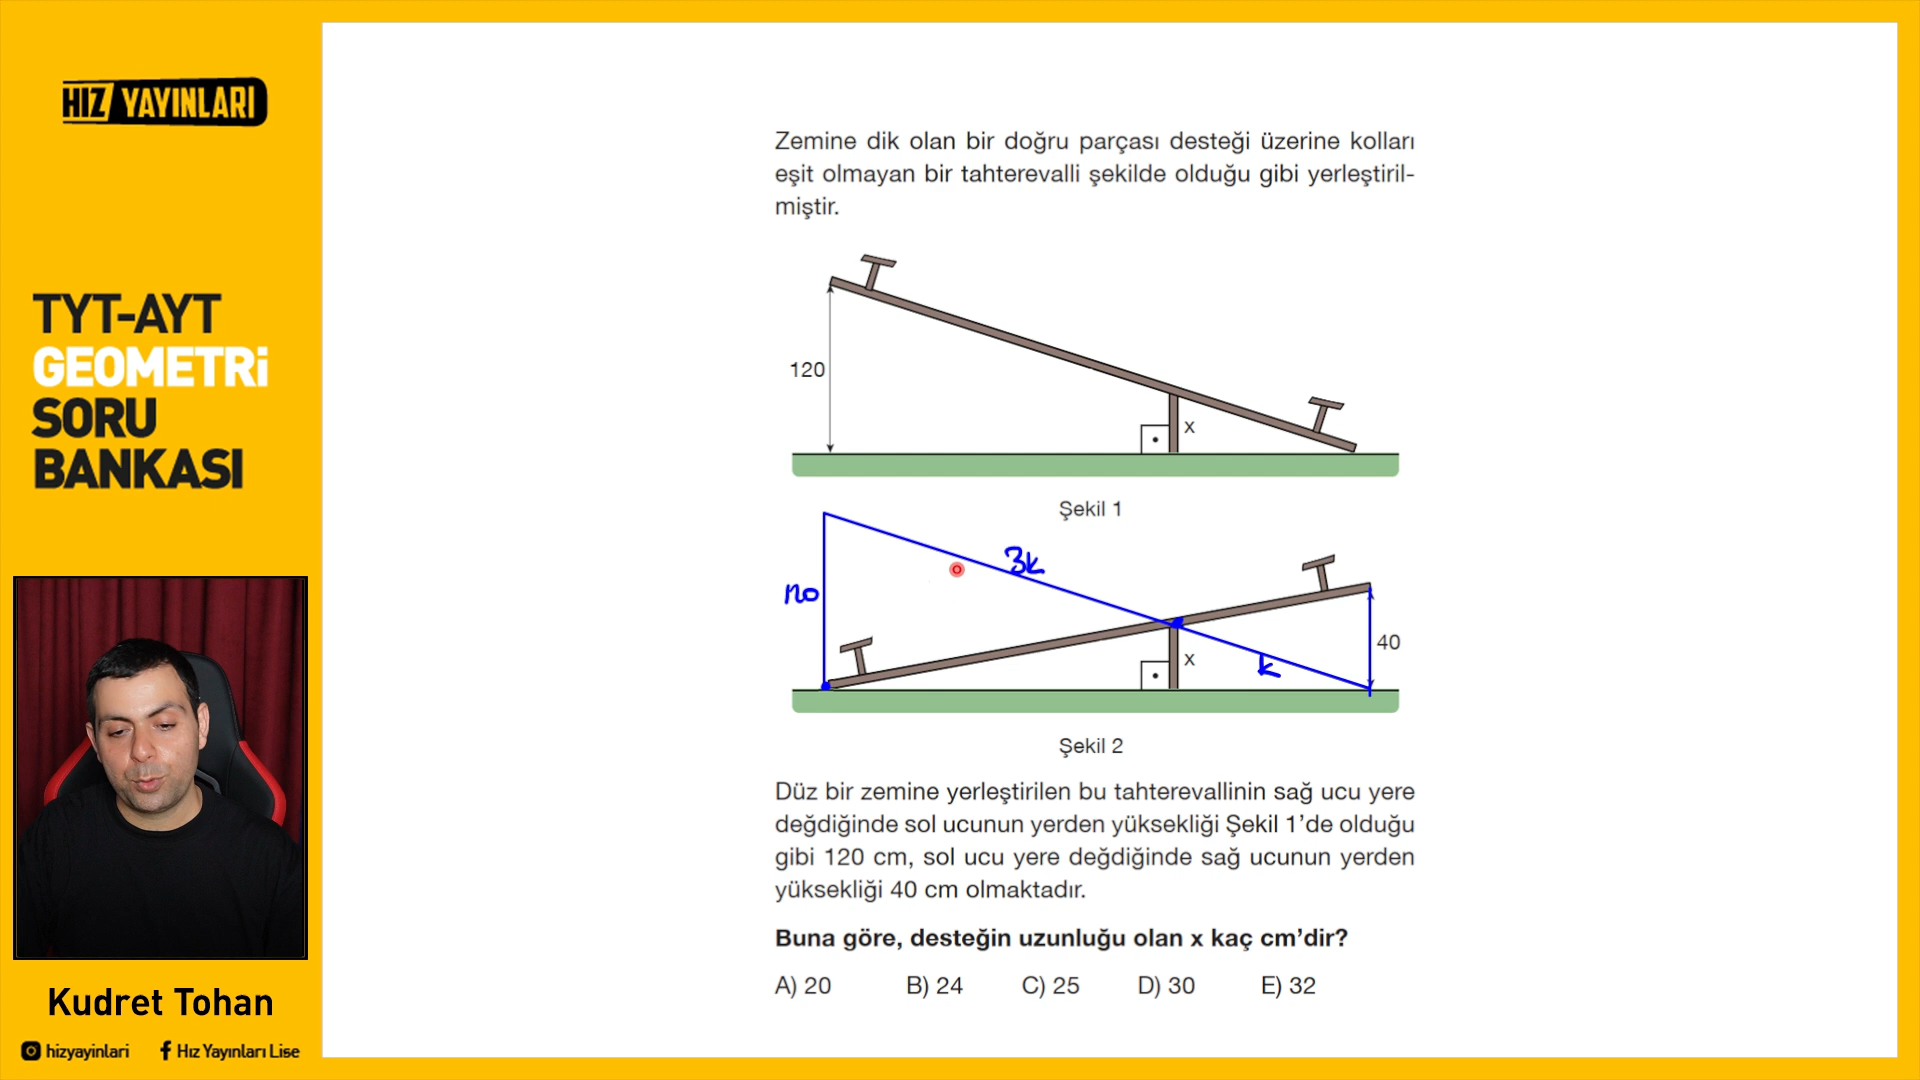 HIZ YAYINLARI
TYT-AYT
GEOMETRİ
SORU
BANKASI
Kudret Tohan
hizyayinlari
Hız Yayınları Lise
Zemine dik olan bir doğru parçası desteği üzerine kolları
eşit olmayan bir tahterevalli şekilde olduğu gibi yerleştiril-
miştir.
120
x
Şekil 1
3k
120
40
x
k
Şekil 2
Düz bir zemine yerleştirilen bu tahterevallinin sağ ucu yere
değdiğinde sol ucunun yerden yüksekliği Şekil 1'de olduğu
gibi 120 cm, sol ucu yere değdiğinde sağ ucunun yerden
yüksekliği 40 cm olmaktadır.
Buna göre, desteğin uzunluğu olan x kaç cm'dir?
A) 20 B) 24 C) 25 D) 30 E) 32